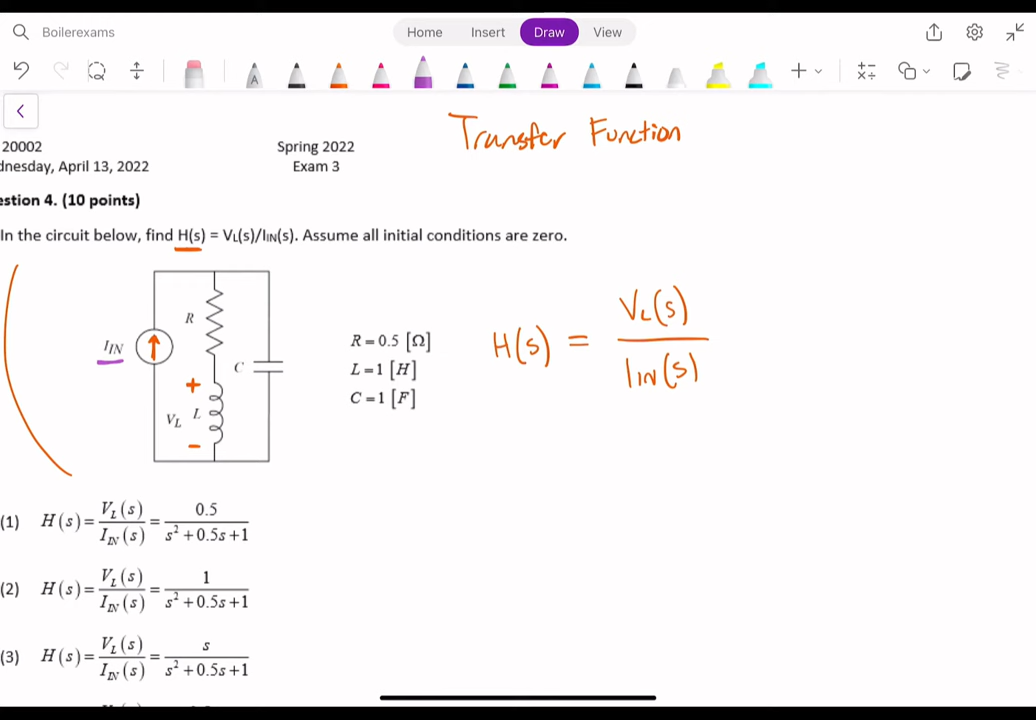 Boilerexams
Home Insert Draw View
A
Transfer Function
20002 Spring 2022
dnesday, April 13, 2022 Exam 3
estion 4. (10 points)
In the circuit below, find H(s) = VL(s)/IIN(s). Assume all initial conditions are zero.
R
IIN
C
+
VL L
−
R = 0.5 [Ω]
L = 1 [H]
C = 1 [F]
H(s) = VL(s) / IIN(s)
(1) H(s) = VL(s) / IIN(s) = 0.5 / s² + 0.5s + 1
(2) H(s) = VL(s) / IIN(s) = 1 / s² + 0.5s + 1
(3) H(s) = VL(s) / IIN(s) = s / s² + 0.5s + 1